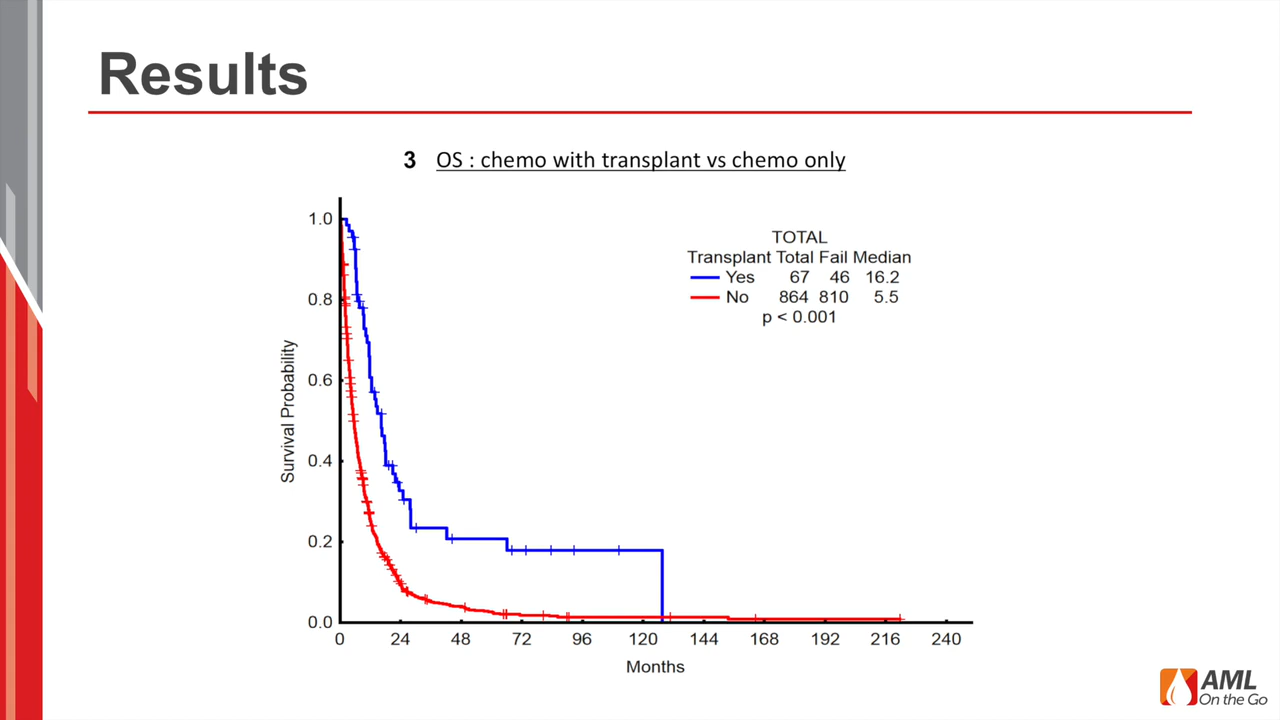 Results
3 OS : chemo with transplant vs chemo only
TOTAL
Transplant Total Fail Median
Yes 67 46 16.2
No 864 810 5.5
p < 0.001
Survival Probability
1.0
0.8
0.6
0.4
0.2
0.0
0 24 48 72 96 120 144 168 192 216 240
Months
AML
On the Go